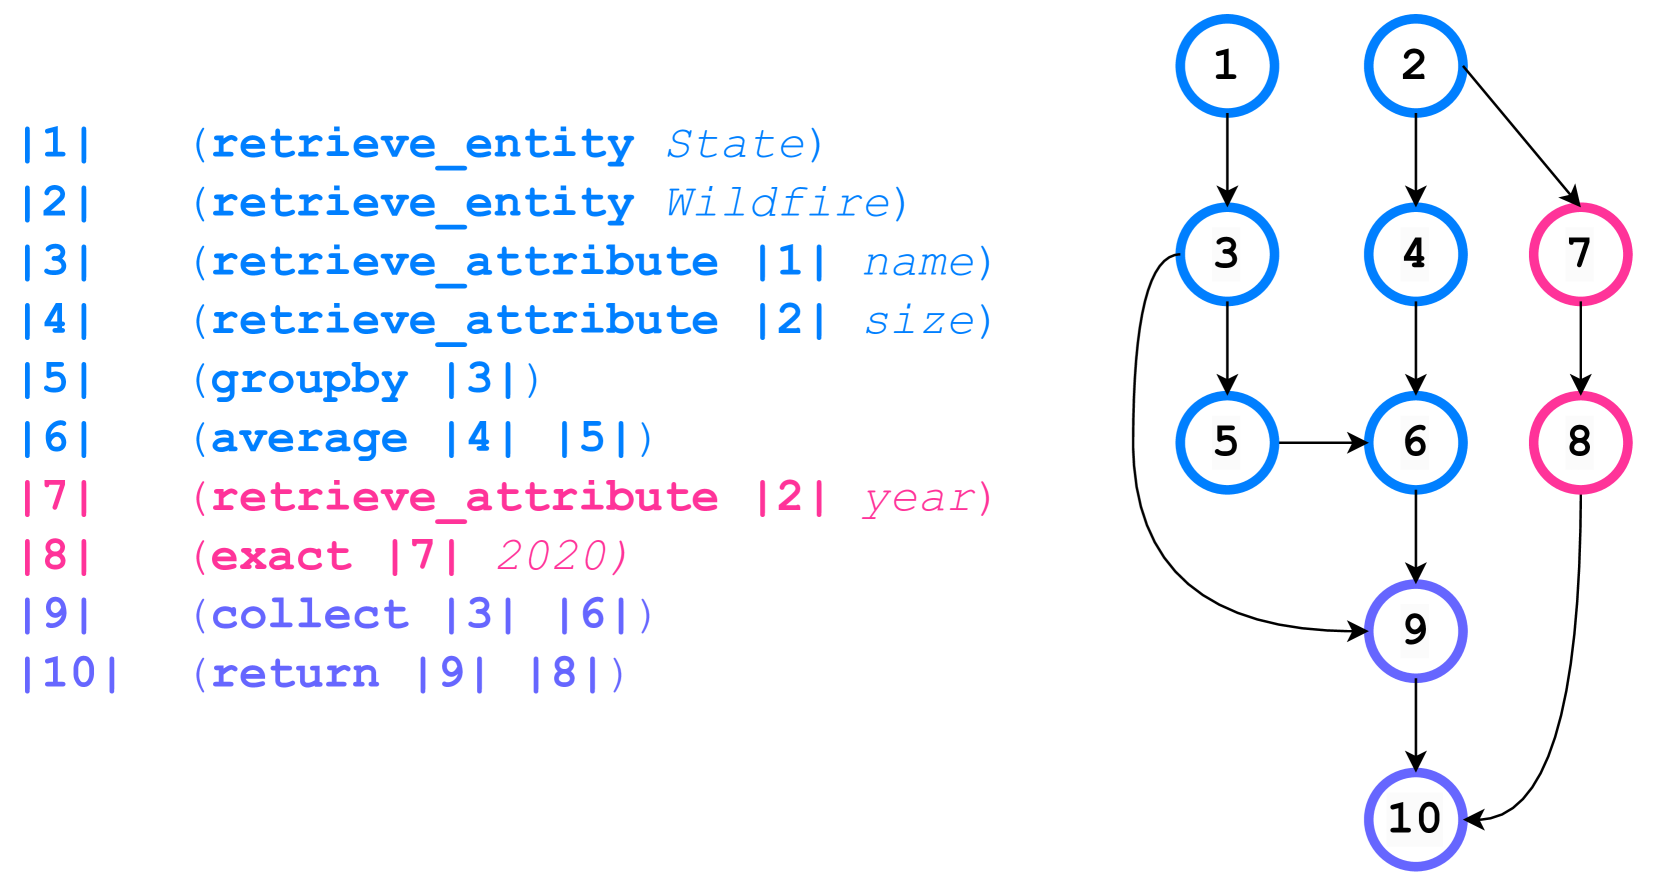 |1| (retrieve_entity State)
|2| (retrieve_entity Wildfire)
|3| (retrieve_attribute |1| name)
|4| (retrieve_attribute |2| size)
|5| (groupby |3|)
|6| (average |4| |5|)
|7| (retrieve_attribute |2| year)
|8| (exact |7| 2020)
|9| (collect |3| |6|)
|10| (return |9| |8|)
1 2
3 4 7
5 6 8
9
10